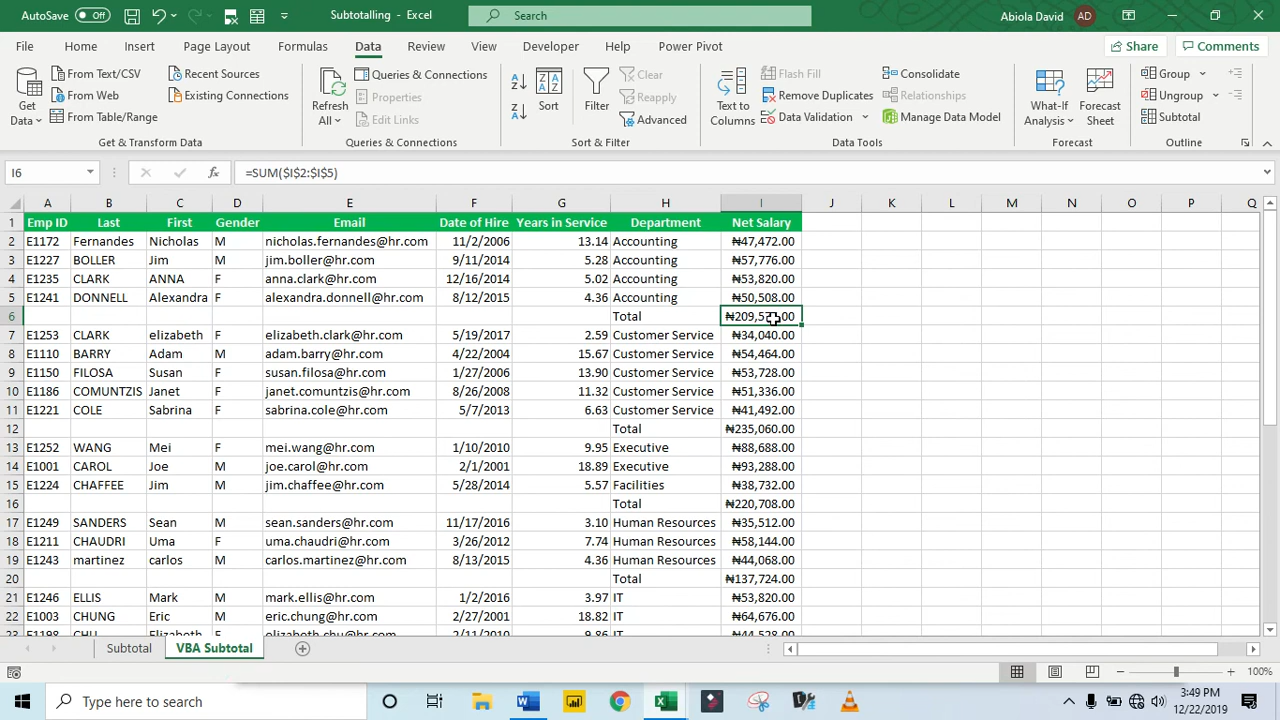 AutoSave Off Subtotalling - Excel Search Abiola David AD
File Home Insert Page Layout Formulas Data Review View Developer Help Power Pivot Share Comments
Get Data From Text/CSV From Web From Table/Range Recent Sources Existing Connections
Refresh All Queries & Connections Properties Edit Links
Sort Filter Clear Reapply Advanced
Text to Columns Flash Fill Remove Duplicates Data Validation Consolidate Relationships Manage Data Model
What-If Analysis Forecast Sheet Group Ungroup Subtotal
Get & Transform Data Queries & Connections Sort & Filter Data Tools Forecast Outline
I6 fx =SUM($I$2:$I$5)
A B C D E F G H I J K L M N O P Q
1 Emp ID Last First Gender Email Date of Hire Years in Service Department Net Salary
2 E1172 Fernandes Nicholas M nicholas.fernandes@hr.com 11/2/2006 13.14 Accounting ₦47,472.00
3 E1227 BOLLER Jim M jim.boller@hr.com 9/11/2014 5.28 Accounting ₦57,776.00
4 E1235 CLARK ANNA F anna.clark@hr.com 12/16/2014 5.02 Accounting ₦53,820.00
5 E1241 DONNELL Alexandra F alexandra.donnell@hr.com 8/12/2015 4.36 Accounting ₦50,508.00
6 Total
7 E1253 CLARK elizabeth F elizabeth.clark@hr.com 5/19/2017 2.59 Customer Service ₦34,040.00
8 E1110 BARRY Adam M adam.barry@hr.com 4/22/2004 15.67 Customer Service ₦54,464.00
9 E1150 FILOSA Susan F susan.filosa@hr.com 1/27/2006 13.90 Customer Service ₦53,728.00
10 E1186 COMUNTZIS Janet F janet.comuntzis@hr.com 8/26/2008 11.32 Customer Service ₦51,336.00
11 E1221 COLE Sabrina F sabrina.cole@hr.com 5/7/2013 6.63 Customer Service ₦41,492.00
12 Total ₦235,060.00
13 E1252 WANG Mei F mei.wang@hr.com 1/10/2010 9.95 Executive ₦88,688.00
14 E1001 CAROL Joe M joe.carol@hr.com 2/1/2001 18.89 Executive ₦93,288.00
15 E1224 CHAFFEE Jim M jim.chaffee@hr.com 5/28/2014 5.57 Facilities ₦38,732.00
16 Total ₦220,708.00
17 E1249 SANDERS Sean M sean.sanders@hr.com 11/17/2016 3.10 Human Resources ₦35,512.00
18 E1211 CHAUDRI Uma F uma.chaudri@hr.com 3/26/2012 7.74 Human Resources ₦58,144.00
19 E1243 martinez carlos M carlos.martinez@hr.com 8/13/2015 4.36 Human Resources ₦44,068.00
20 Total ₦137,724.00
21 E1246 ELLIS Mark M mark.ellis@hr.com 1/2/2016 3.97 IT ₦53,820.00
22 E1003 CHUNG Eric M eric.chung@hr.com 2/27/2001 18.82 IT ₦64,676.00
23 E1198 CHU Elizabeth F elizabeth.chu@hr.com 2/11/2010 9.86 IT ₦44,528.00
Subtotal VBA Subtotal
100%
Type here to search 3:49 PM
12/22/2019